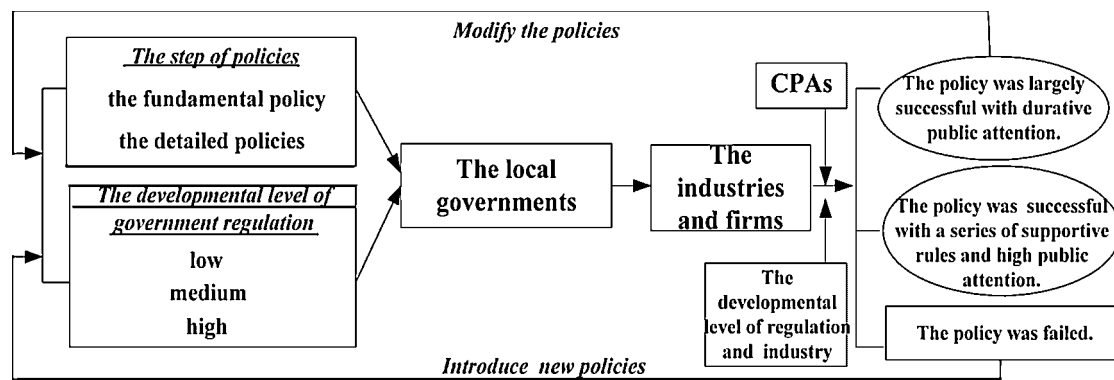 Modify the policies
The step of policies
the fundamental policy
the detailed policies
The developmental level of
government regulation
low
medium
high
The local
governments
The
industries
and firms
CPAs
The
developmental
level of regulation
and industry
The policy was largely
successful with durative
public attention.
The policy was successful
with a series of supportive
rules and high public
attention.
The policy was failed.
Introduce new policies